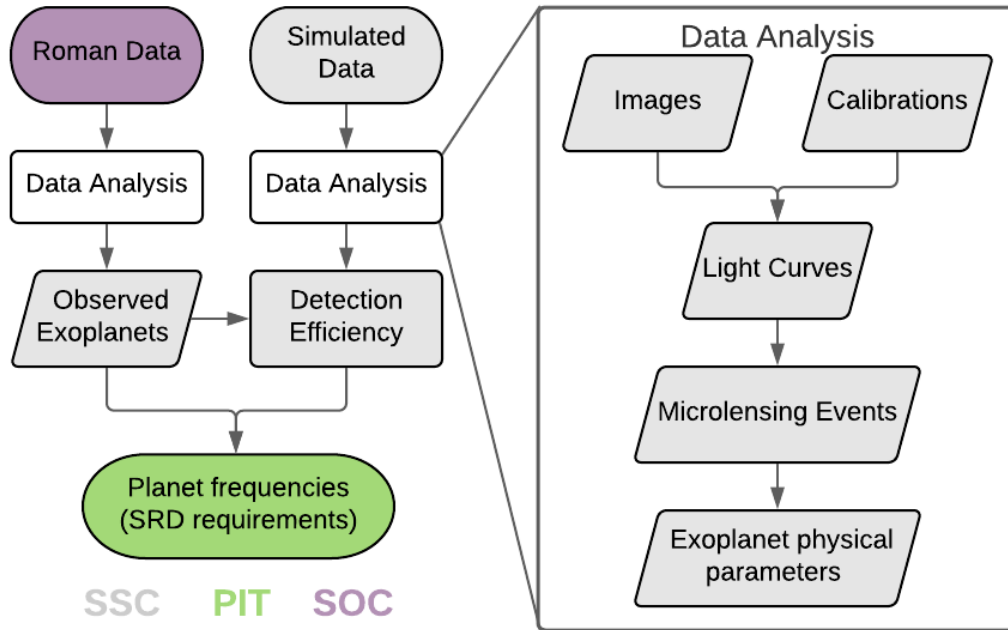 Roman Data
Simulated
Data
Data Analysis
Data Analysis
Observed
Exoplanets
Detection
Efficiency
Planet frequencies
(SRD requirements)
SSC PIT SOC
Data Analysis
Images
Calibrations
Light Curves
Microlensing Events
Exoplanet physical
parameters